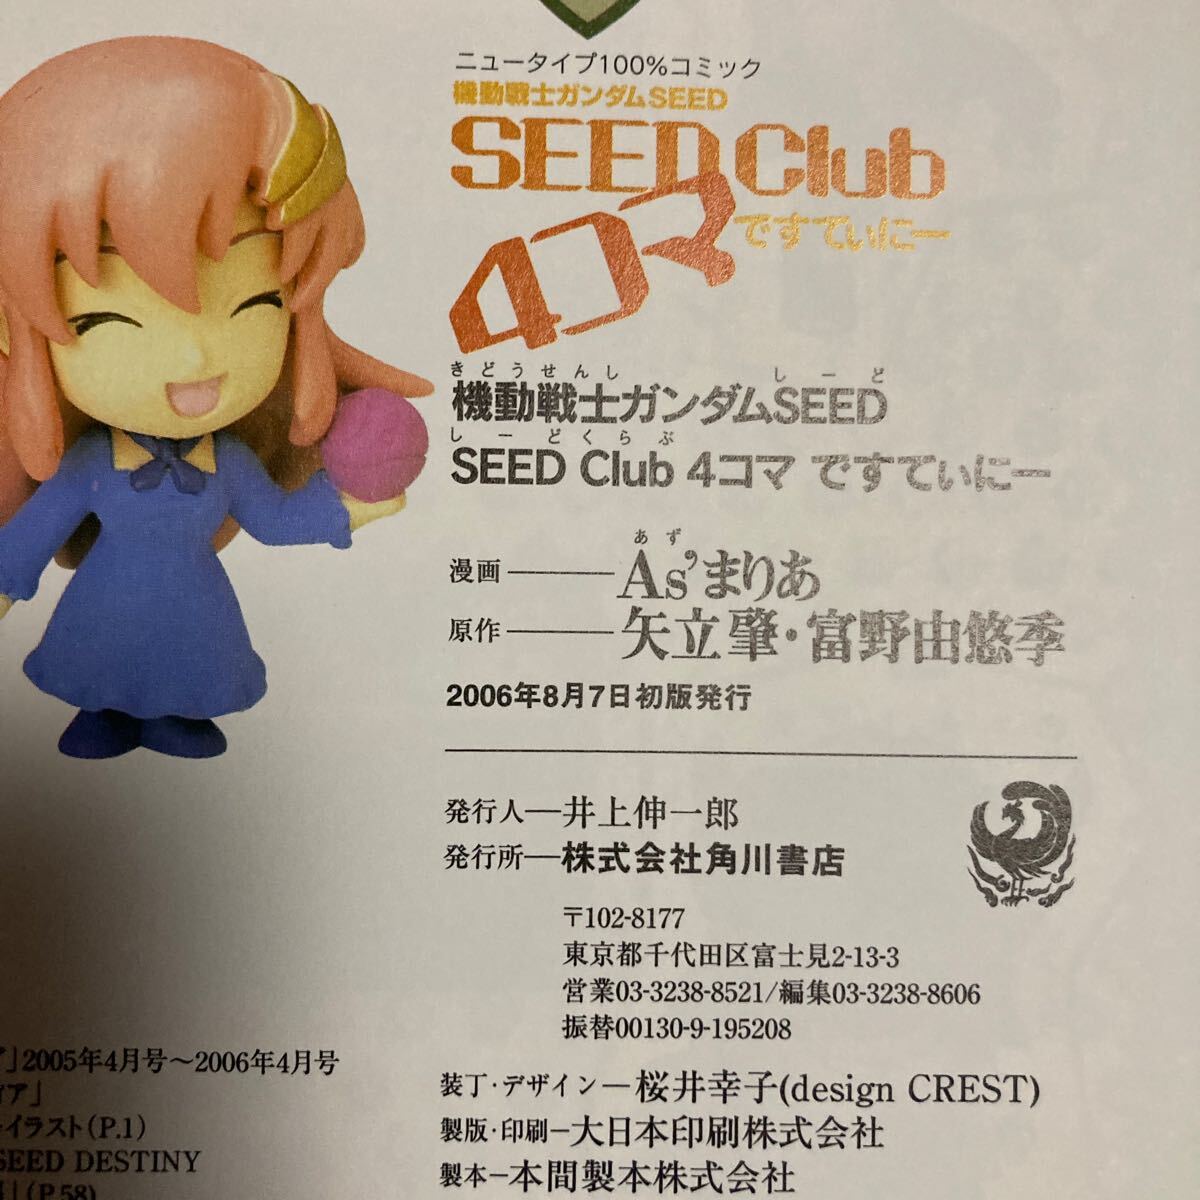 ニュータイプ100%コミック
機動戦士ガンダムSEED
SEED Club
4コマ ですてぃにー
きどうせんし しーど
機動戦士ガンダムSEED
しーどくらぶ
SEED Club 4コマ ですてぃにー
あず
漫画―As'まりあ
原作―矢立肇・富野由悠季
2006年8月7日初版発行
発行人―井上伸一郎
発行所―株式会社角川書店
〒102-8177
東京都千代田区富士見2-13-3
営業03-3238-8521/編集03-3238-8606
振替00130-9-195208
装丁・デザイン―桜井幸子(design CREST)
製版・印刷―大日本印刷株式会社
製本―本間製本株式会社
ア」2005年4月号〜2006年4月号
ア」
イラスト(P.1)
SEED DESTINY
」(P.58)